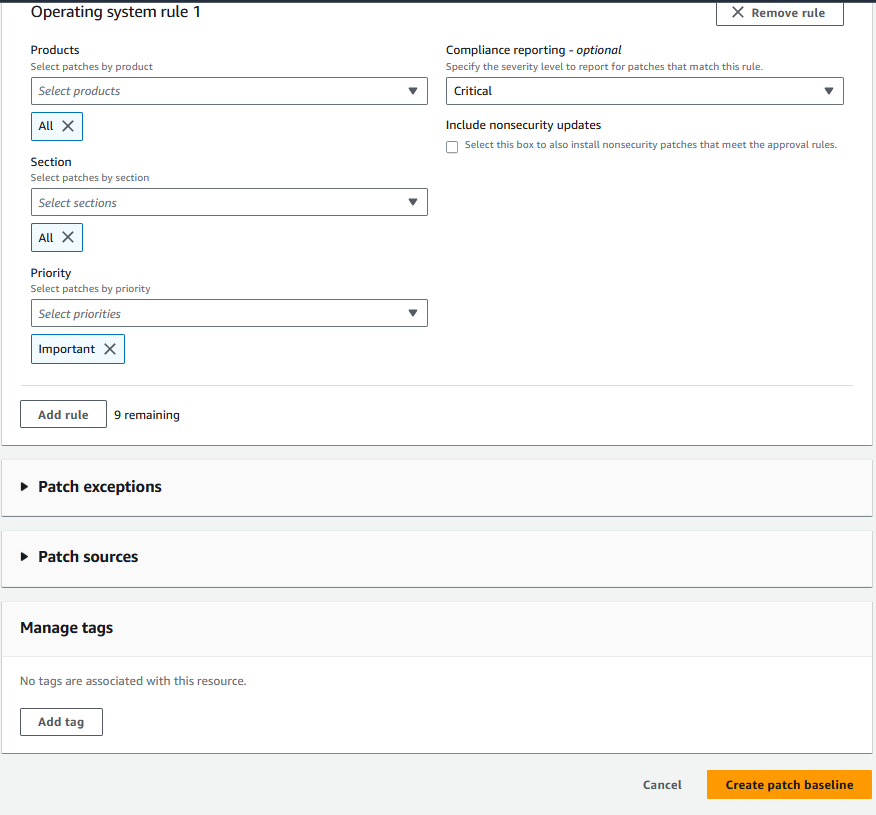 Operating system rule 1
Remove rule
Products
Select patches by product
Select products
All
Section
Select patches by section
Select sections
All
Priority
Select patches by priority
Select priorities
Important
Compliance reporting - optional
Specify the severity level to report for patches that match this rule.
Critical
Include nonsecurity updates
Select this box to also install nonsecurity patches that meet the approval rules.
Add rule
9 remaining
Patch exceptions
Patch sources
Manage tags
No tags are associated with this resource.
Add tag
Cancel
Create patch baseline